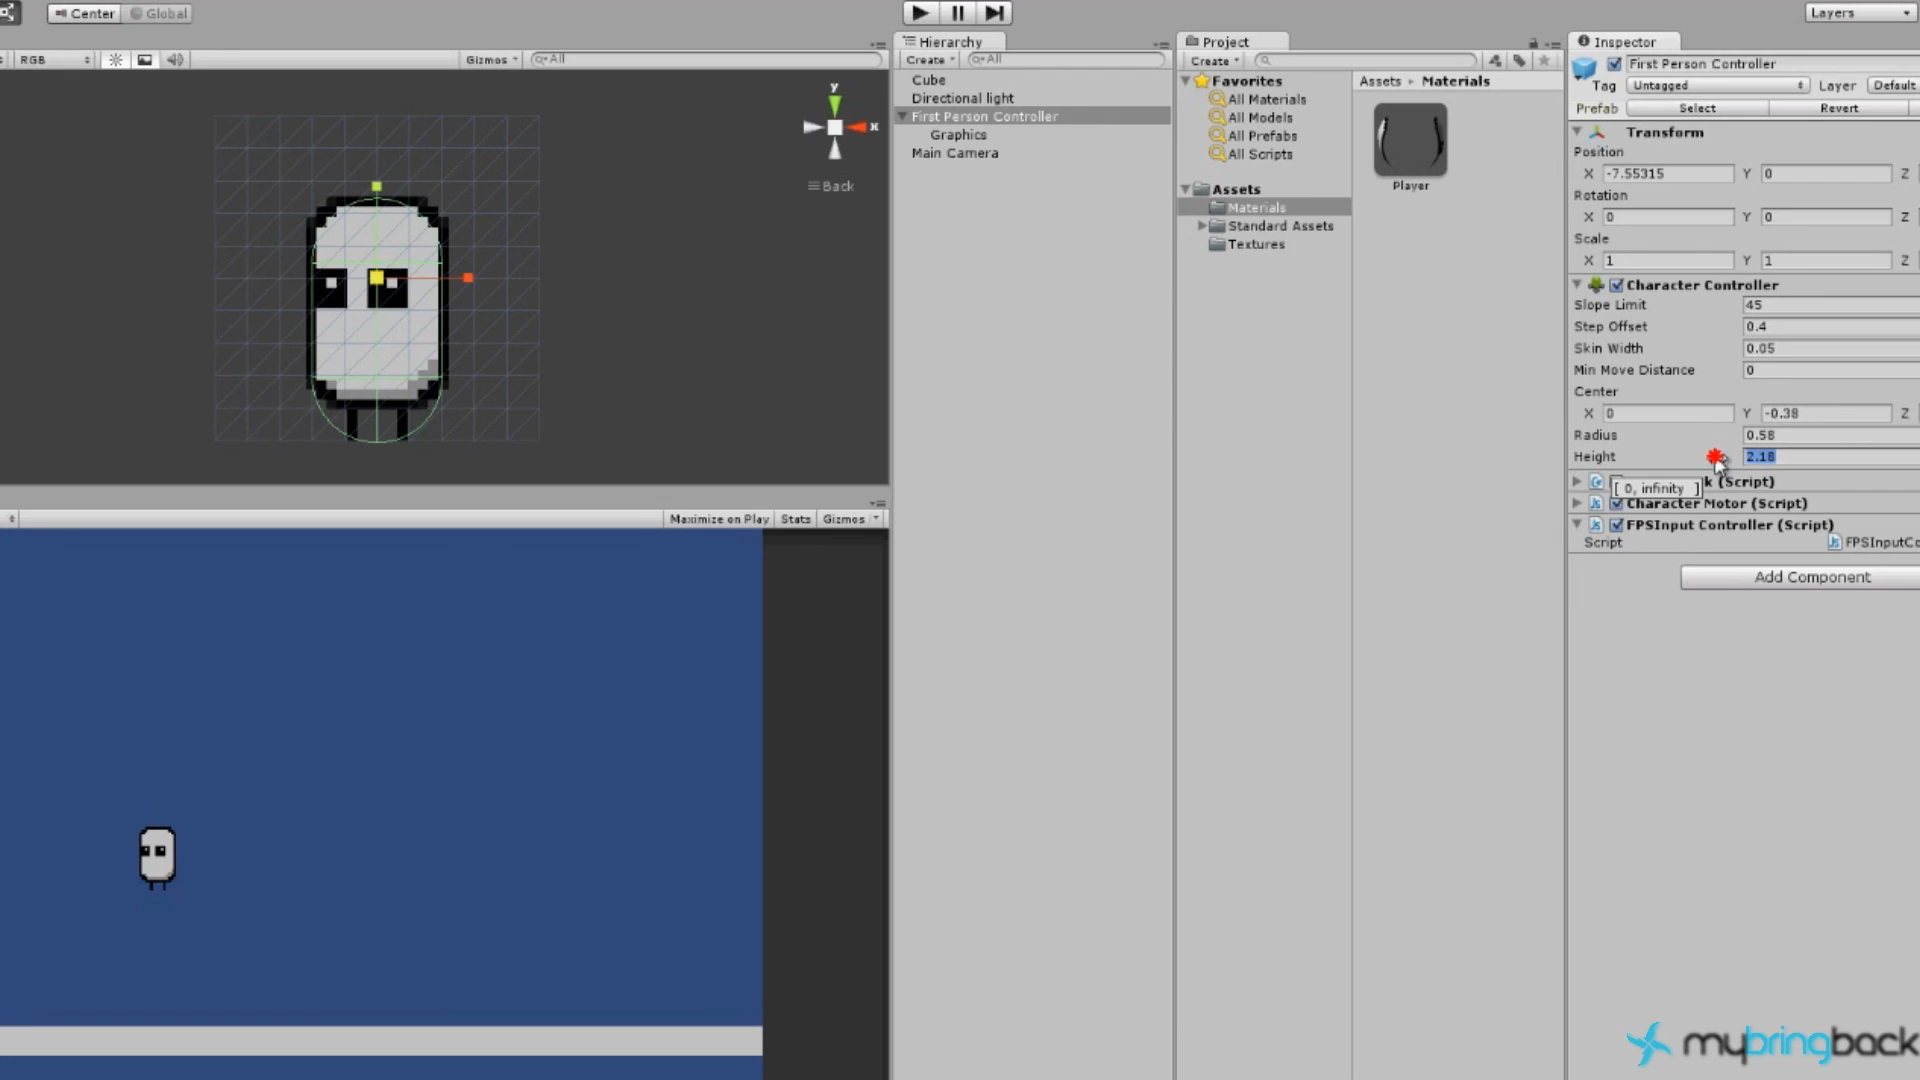 Center Global
Layers
RGB
Gizmos
All
Hierarchy
Create
All
Cube
Directional light
First Person Controller
Graphics
Main Camera
Project
Create
Favorites
All Materials
All Models
All Prefabs
All Scripts
Assets
Materials
Standard Assets
Textures
Assets Materials
Player
y
x
Back
Inspector
First Person Controller
Tag Untagged Layer Default
Prefab Select Revert
Transform
Position
X -7.55315 Y 0 Z
Rotation
X 0 Y 0 Z
Scale
X 1 Y 1 Z
Character Controller
Slope Limit 45
Step Offset 0.4
Skin Width 0.05
Min Move Distance 0
Center
X 0 Y -0.38 Z
Radius 0.58
Height 2.18
k (Script)
[ 0, infinity ]
Character Motor (Script)
FPSInput Controller (Script)
Script FPSInputCo
Add Component
Maximize on Play Stats Gizmos
mybringback